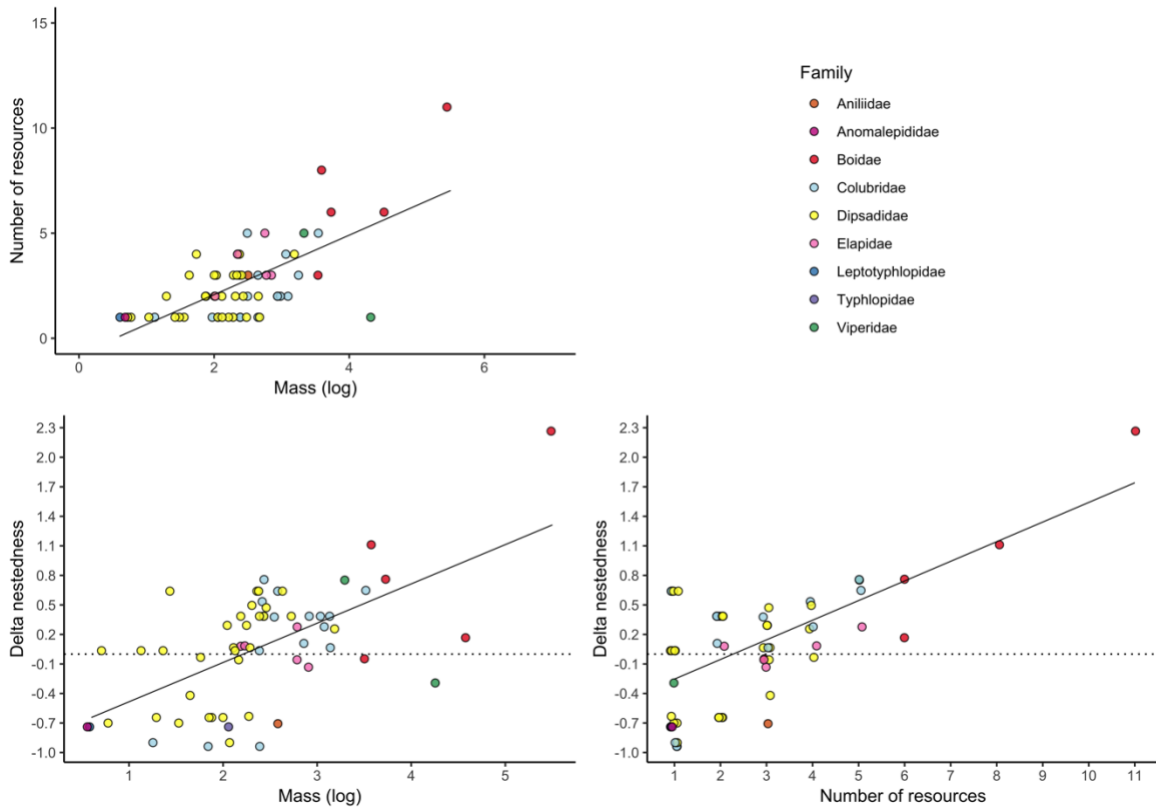 15
10
5
0
Number of resources
0 2 4 6
Mass (log)
Family
Aniliidae
Anomalepididae
Boidae
Colubridae
Dipsadidae
Elapidae
Leptotyphlopidae
Typhlopidae
Viperidae
2.3
2.0
1.7
1.4
1.1
0.8
0.5
0.2
-0.1
-0.4
-0.7
-1.0
Delta nestedness
1 2 3 4 5
Mass (log)
2.3
2.0
1.7
1.4
1.1
0.8
0.5
0.2
-0.1
-0.4
-0.7
-1.0
Delta nestedness
1 2 3 4 5 6 7 8 9 10 11
Number of resources